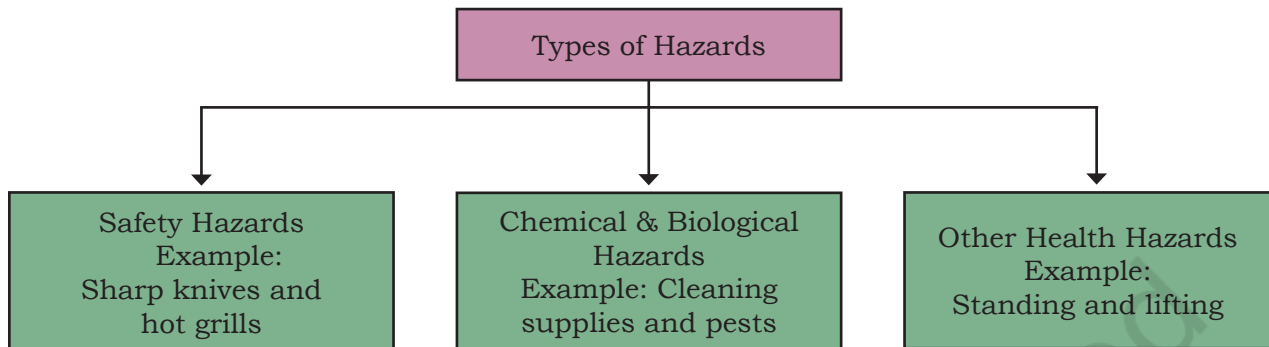 Types of Hazards
Safety Hazards
Example:
Sharp knives and
hot grills
Chemical & Biological
Hazards
Example: Cleaning
supplies and pests
Other Health Hazards
Example:
Standing and lifting